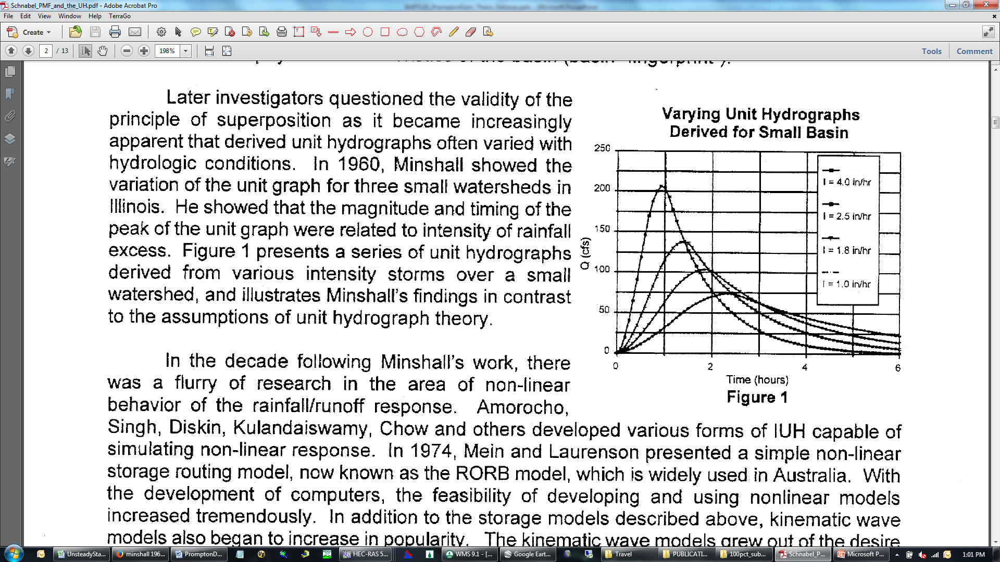 Schnabel_PMF_and_the_UH.pdf - Adobe Acrobat Pro
File Edit View Window Help TerraGo
Create
2 / 13
198%
Tools Comment
Later investigators questioned the validity of the
principle of superposition as it became increasingly
apparent that derived unit hydrographs often varied with
hydrologic conditions. In 1960, Minshall showed the
variation of the unit graph for three small watersheds in
Illinois. He showed that the magnitude and timing of the
peak of the unit graph were related to intensity of rainfall
excess. Figure 1 presents a series of unit hydrographs
derived from various intensity storms over a small
watershed, and illustrates Minshall's findings in contrast
to the assumptions of unit hydrograph theory.
Varying Unit Hydrographs
Derived for Small Basin
250
200
150
100
50
0
Q (cfs)
I = 4.0 in/hr
I = 2.5 in/hr
I = 1.8 in/hr
I = 1.0 in/hr
0 2 4 6
Time (hours)
Figure 1
In the decade following Minshall's work, there
was a flurry of research in the area of non-linear
behavior of the rainfall/runoff response. Amorocho,
Singh, Diskin, Kulandaiswamy, Chow and others developed various forms of IUH capable of
simulating non-linear response. In 1974, Mein and Laurenson presented a simple non-linear
storage routing model, now known as the RORB model, which is widely used in Australia. With
the development of computers, the feasibility of developing and using nonlinear models
increased tremendously. In addition to the storage models described above, kinematic wave
models also began to increase in popularity. The kinematic wave models grew out of the desire
UnsteadySta... minshall 196... PromptonD... HEC-RAS 5... WMS 9.1 - [... Google Eart... Travel PUBLICATI... 100pct_sub... Schnabel_P... Microsoft P... 1:01 PM